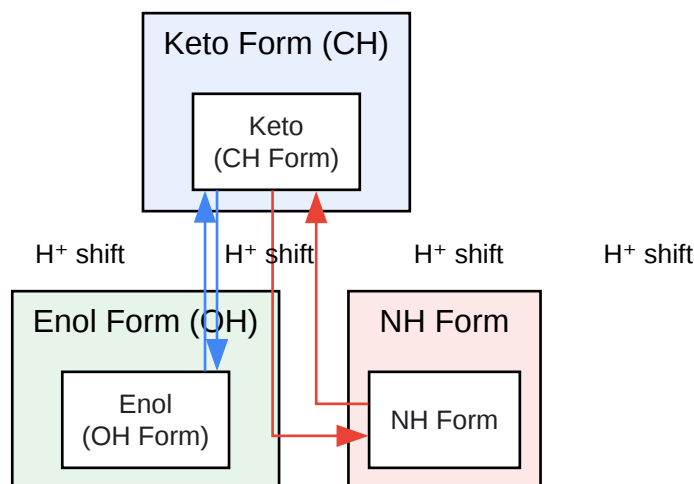 Keto Form (CH)
Keto
(CH Form)
H⁺ shift
H⁺ shift
H⁺ shift
H⁺ shift
Enol Form (OH)
NH Form
Enol
(OH Form)
NH Form